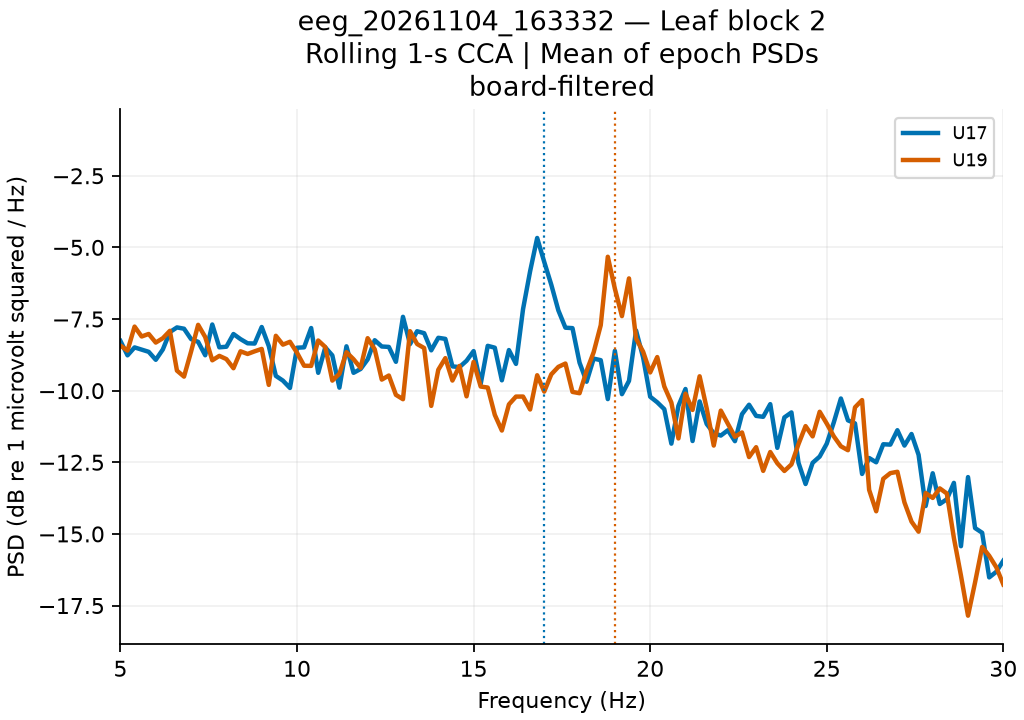 eeg_20261104_163332 — Leaf block 2
Rolling 1-s CCA | Mean of epoch PSDs
board-filtered
U17
U19
PSD (dB re 1 microvolt squared / Hz)
−2.5
−5.0
−7.5
−10.0
−12.5
−15.0
−17.5
5
10
15
20
25
30
Frequency (Hz)